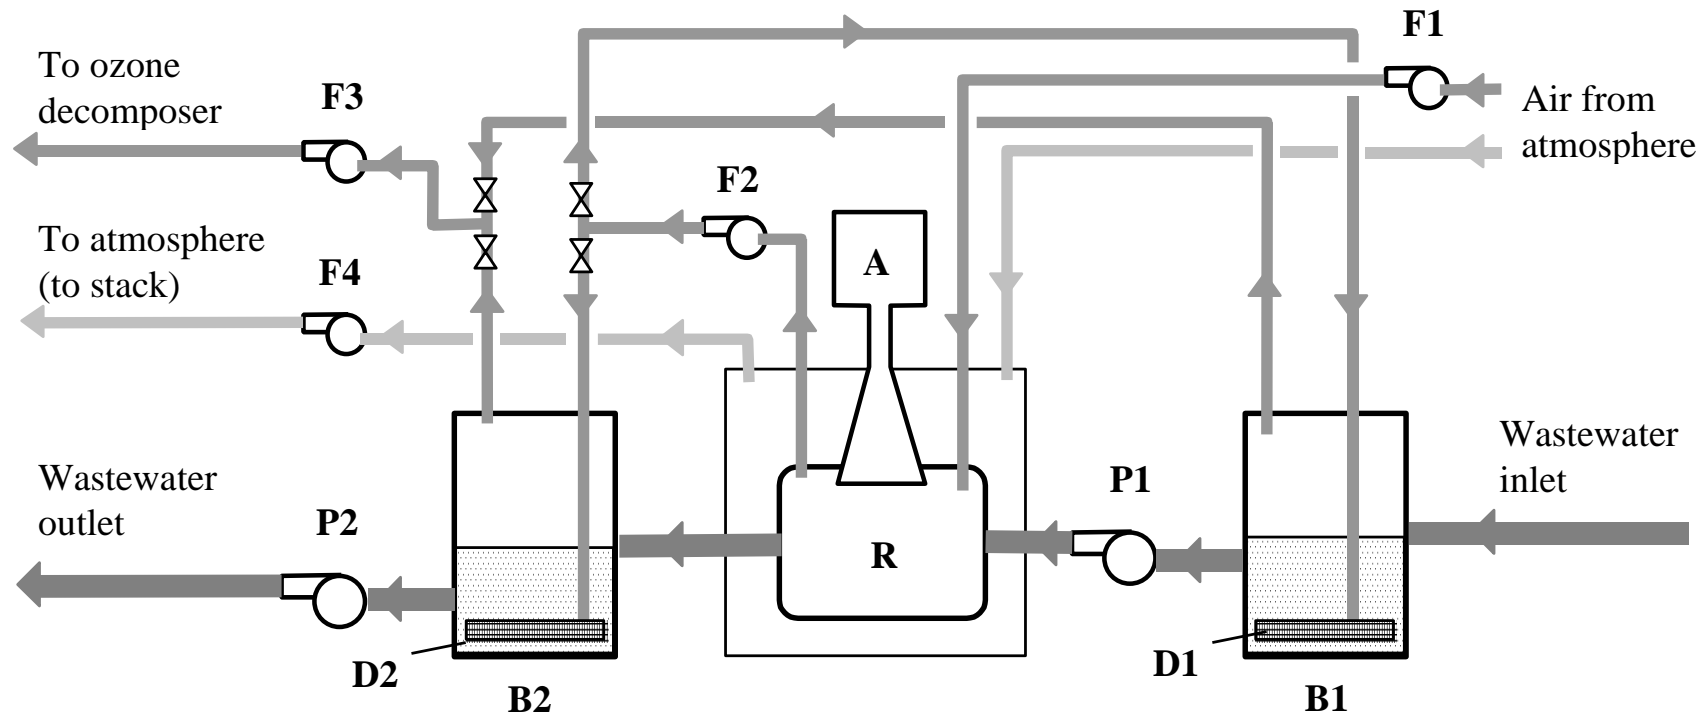 F1
To ozone
decomposer
F3
Air from
atmosphere
F2
To atmosphere
(to stack)
F4
A
Wastewater
inlet
Wastewater
outlet
P1
P2
R
D2
D1
B2
B1